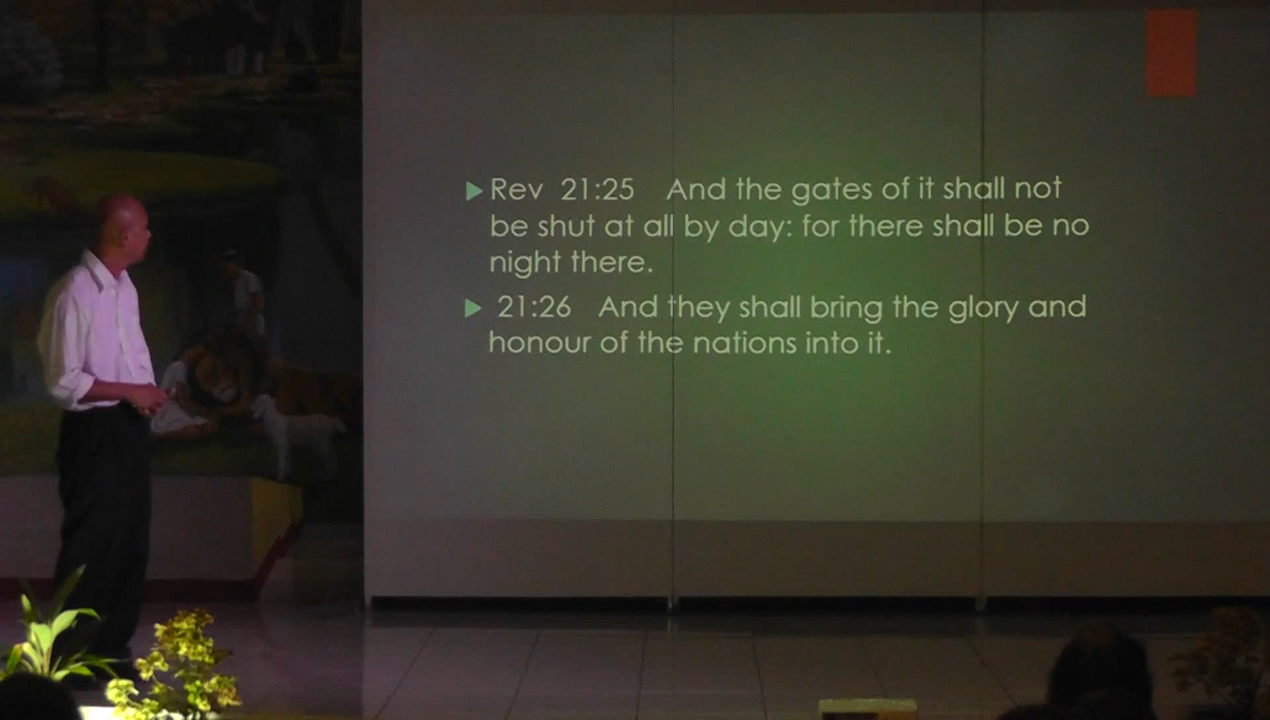 Rev 21:25 And the gates of it shall not
be shut at all by day: for there shall be no
night there.
21:26 And they shall bring the glory and
honour of the nations into it.